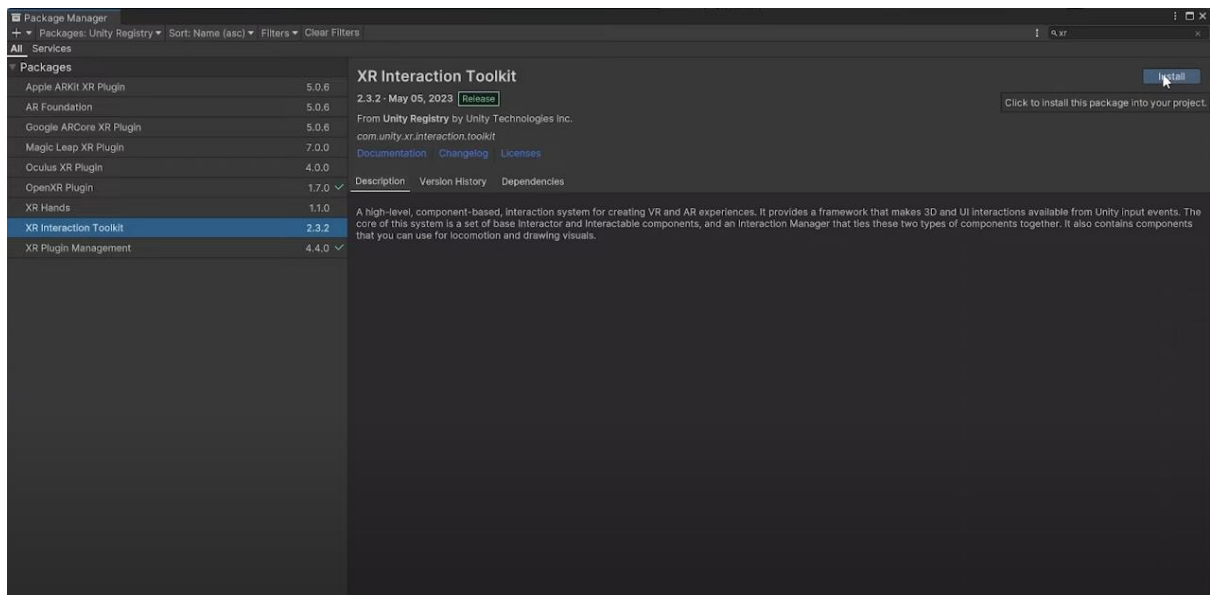 Package Manager
Packages: Unity Registry Sort: Name (asc) Filters Clear Filters xr
All Services
Packages
Apple ARKit XR Plugin 5.0.6
AR Foundation 5.0.6
Google ARCore XR Plugin 5.0.6
Magic Leap XR Plugin 7.0.0
Oculus XR Plugin 4.0.0
OpenXR Plugin 1.7.0
XR Hands 1.1.0
XR Interaction Toolkit 2.3.2
XR Plugin Management 4.4.0
XR Interaction Toolkit
Install
2.3.2 - May 05, 2023 Release
Click to install this package into your project.
From Unity Registry by Unity Technologies Inc.
com.unity.xr.interaction.toolkit
Documentation Changelog Licenses
Description Version History Dependencies
A high-level, component-based, interaction system for creating VR and AR experiences. It provides a framework that makes 3D and UI interactions available from Unity input events. The
core of this system is a set of base Interactor and Interactable components, and an Interaction Manager that ties these two types of components together. It also contains components
that you can use for locomotion and drawing visuals.